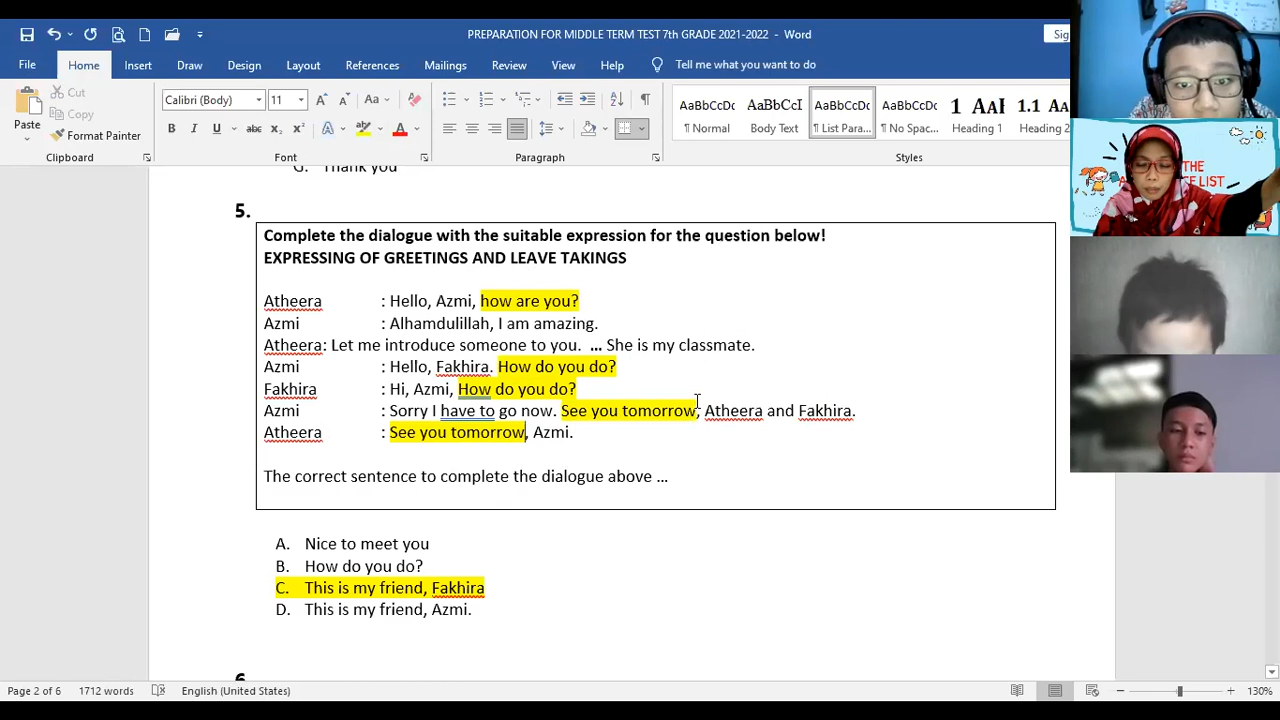 PREPARATION FOR MIDDLE TERM TEST 7th GRADE 2021-2022 - Word
File Home Insert Draw Design Layout References Mailings Review View Help Tell me what you want to do
Paste
Cut
Copy
Format Painter
Clipboard
Calibri (Body) 11
Font
Paragraph
AaBbCcDc ¶ Normal
AaBbCcI Body Text
AaBbCcDc ¶ List Para...
AaBbCcDc ¶ No Spac...
1 AaI Heading 1
1.1 Heading 2
Styles
THE
LIST
G. Thank you
5.
Complete the dialogue with the suitable expression for the question below!
EXPRESSING OF GREETINGS AND LEAVE TAKINGS
Atheera : Hello, Azmi, how are you?
Azmi : Alhamdulillah, I am amazing.
Atheera: Let me introduce someone to you. ... She is my classmate.
Azmi : Hello, Fakhira. How do you do?
Fakhira : Hi, Azmi, How do you do?
Azmi : Sorry I have to go now. See you tomorrow, Atheera and Fakhira.
Atheera : See you tomorrow, Azmi.
The correct sentence to complete the dialogue above ...
A. Nice to meet you
B. How do you do?
C. This is my friend, Fakhira
D. This is my friend, Azmi.
6
Page 2 of 6 1712 words English (United States) 130%